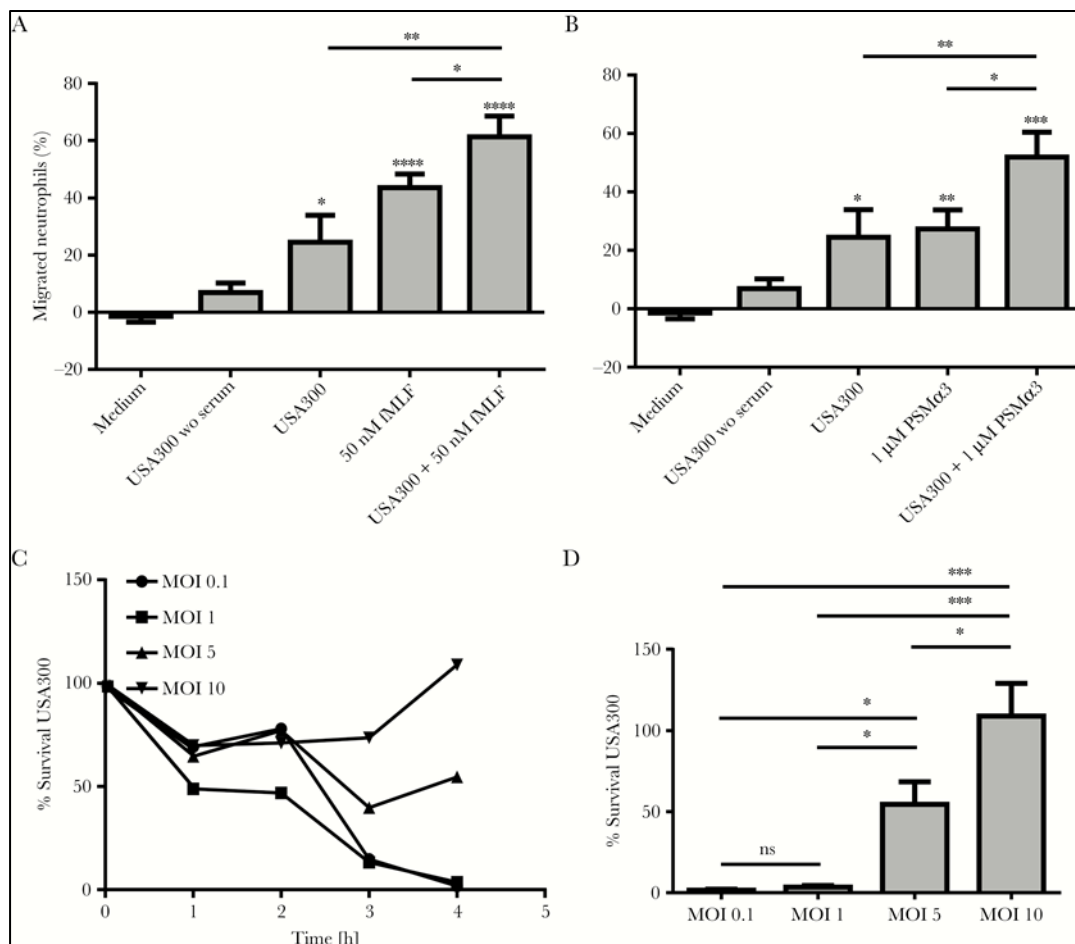 A
**
*
****
****
*
80
60
40
20
0
–20
Migrated neutrophils (%)
Medium
USA300 wo serum
USA300
50 nM fMLF
USA300 + 50 nM fMLF
B
**
*
***
**
*
80
60
40
20
0
–20
Medium
USA300 wo serum
USA300
1 μM PSMα3
USA300 + 1 μM PSMα3
C
150
100
50
0
% Survival USA300
MOI 0.1
MOI 1
MOI 5
MOI 10
0 1 2 3 4 5
Time [h]
D
***
***
*
*
*
ns
150
100
50
0
% Survival USA300
MOI 0.1 MOI 1 MOI 5 MOI 10